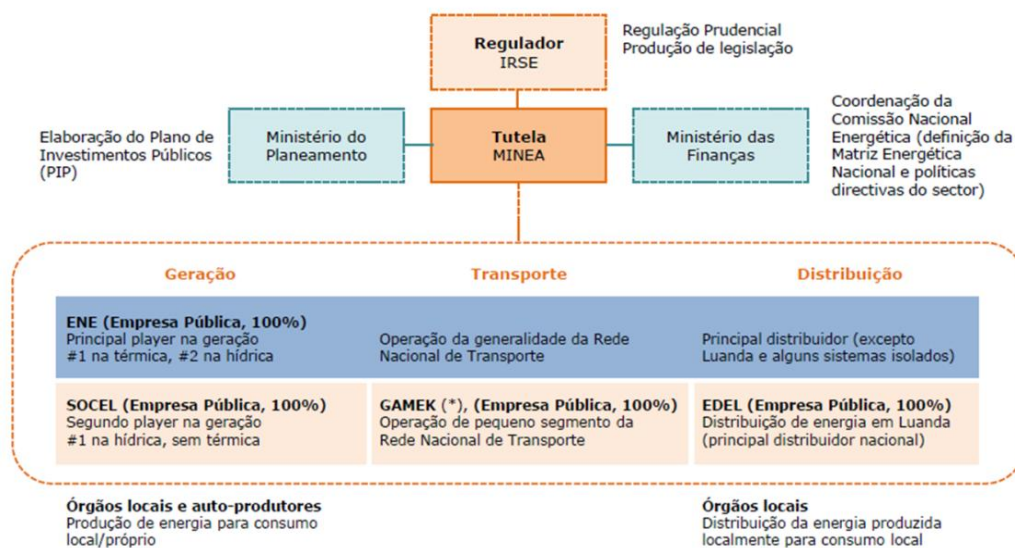 Regulador
IRSE
Regulação Prudencial
Produção de legislação
Elaboração do Plano de
Investimentos Públicos
(PIP)
Ministério do
Planeamento
Tutela
MINEA
Ministério das
Finanças
Coordenação da
Comissão Nacional
Energética (definição da
Matriz Energética
Nacional e políticas
directivas do sector)
Geração
Transporte
Distribuição
ENE (Empresa Pública, 100%)
Principal player na geração
#1 na térmica, #2 na hídrica
Operação da generalidade da Rede
Nacional de Transporte
Principal distribuidor (excepto
Luanda e alguns sistemas isolados)
SOCEL (Empresa Pública, 100%)
Segundo player na geração
#1 na hídrica, sem térmica
GAMEK (*), (Empresa Pública, 100%)
Operação de pequeno segmento da
Rede Nacional de Transporte
EDEL (Empresa Pública, 100%)
Distribuição de energia em Luanda
(principal distribuidor nacional)
Órgãos locais e auto-produtores
Produção de energia para consumo
local/próprio
Órgãos locais
Distribuição da energia produzida
localmente para consumo local